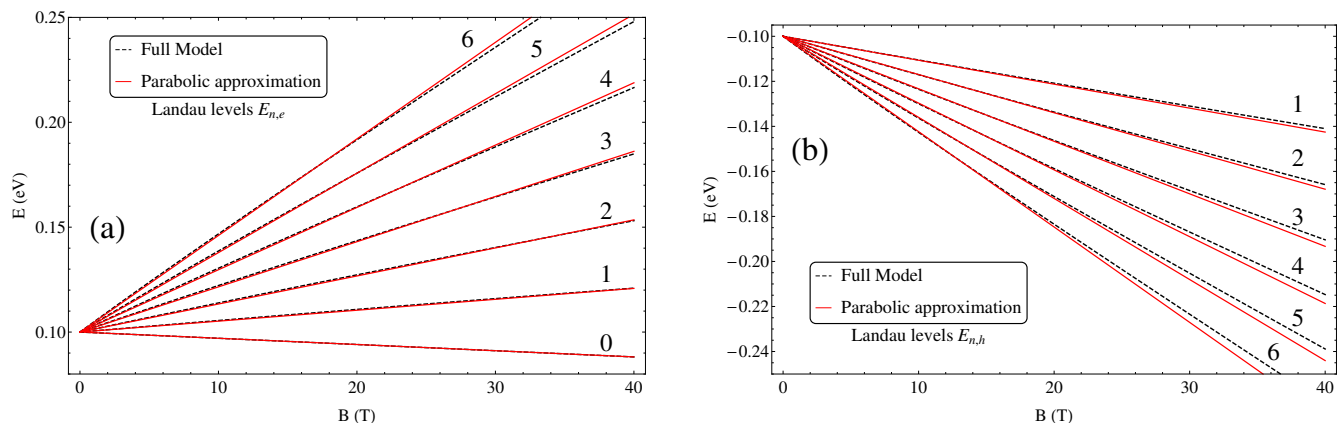 0.25
0.20
0.15
0.10
E (eV)
0
10
20
30
40
B (T)
Full Model
Parabolic approximation
Landau levels E_{n,e}
(a)
6
5
4
3
2
1
0
−0.10
−0.12
−0.14
−0.16
−0.18
−0.20
−0.22
−0.24
E (eV)
0
10
20
30
40
B (T)
(b)
Full Model
Parabolic approximation
Landau levels E_{n,h}
1
2
3
4
5
6